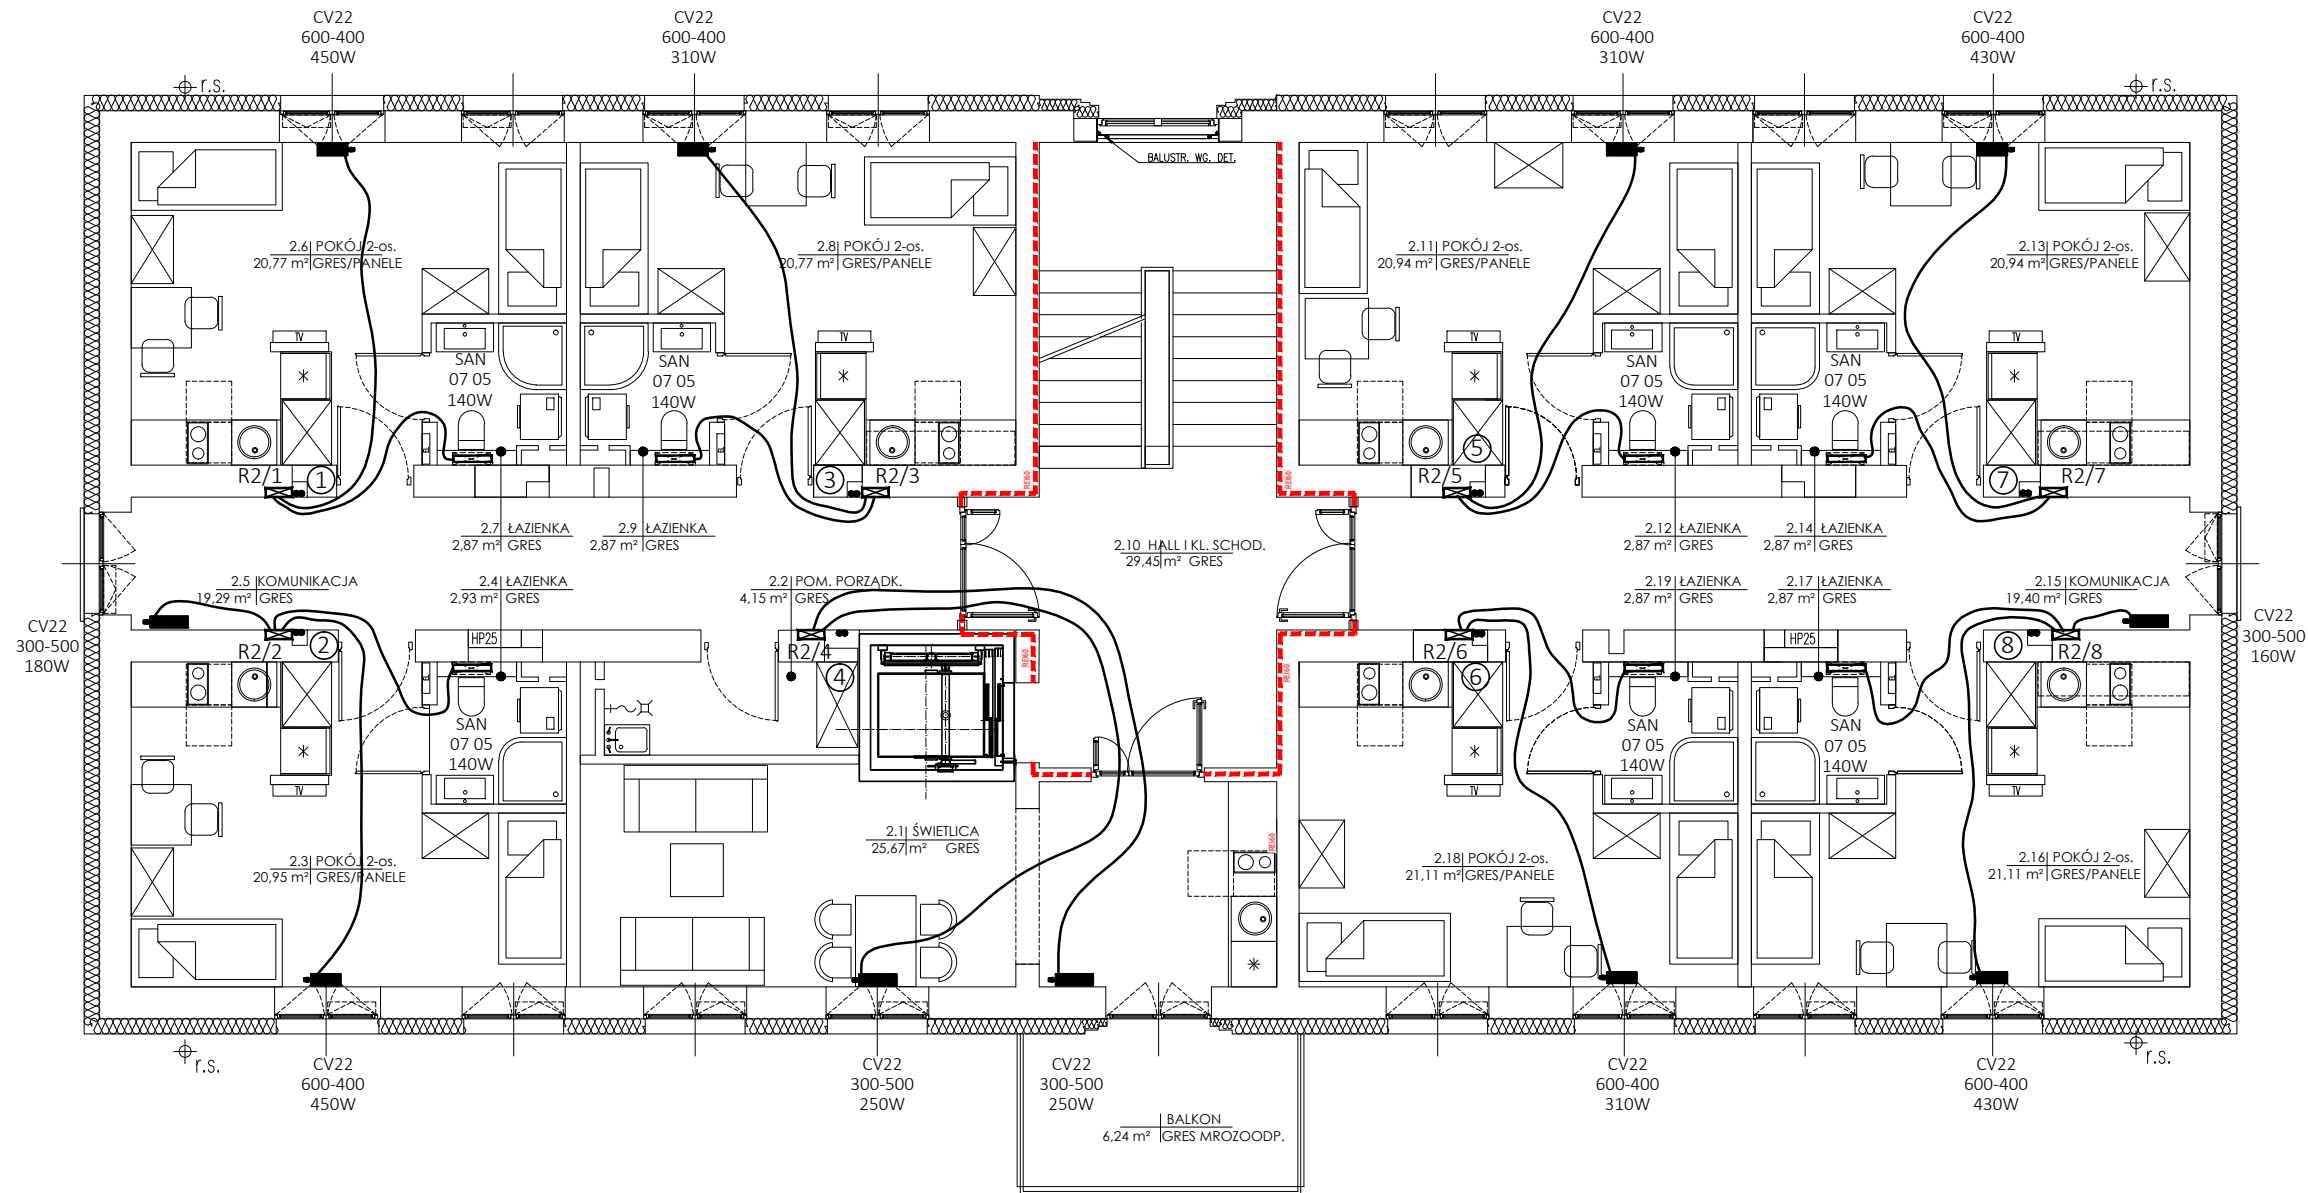 CV22
600-400
450W
CV22
600-400
310W
CV22
600-400
310W
CV22
600-400
430W
r.s.
r.s.
BALUSTR. WG. DET.
2.6 POKÓJ 2-os.
20,77 m² GRES/PANELE
2.8 POKÓJ 2-os.
20,77 m² GRES/PANELE
2.11 POKÓJ 2-os.
20,94 m² GRES/PANELE
2.13 POKÓJ 2-os.
20,94 m² GRES/PANELE
TV
TV
TV
TV
SAN
07 05
140W
SAN
07 05
140W
SAN
07 05
140W
SAN
07 05
140W
R2/1
1
3
R2/3
REI60
REI60
R2/5
5
7
R2/7
2.7 ŁAZIENKA
2,87 m² GRES
2.9 ŁAZIENKA
2,87 m² GRES
2.10 HALL I KL. SCHOD.
29,45 m² GRES
2.12 ŁAZIENKA
2,87 m² GRES
2.14 ŁAZIENKA
2,87 m² GRES
2.5 KOMUNIKACJA
19,29 m² GRES
2.4 ŁAZIENKA
2,93 m² GRES
2.2 POM. PORZĄDK.
4,15 m² GRES
2.19 ŁAZIENKA
2,87 m² GRES
2.17 ŁAZIENKA
2,87 m² GRES
2.15 KOMUNIKACJA
19,40 m² GRES
CV22
300-500
180W
CV22
300-500
160W
R2/2
2
HP25
R2/4
4
REI60
REI60
R2/6
6
HP25
8
R2/8
SAN
07 05
140W
SAN
07 05
140W
SAN
07 05
140W
TV
TV
TV
2.3 POKÓJ 2-os.
20,95 m² GRES/PANELE
2.1 ŚWIETLICA
25,67 m² GRES
REI60
2.18 POKÓJ 2-os.
21,11 m² GRES/PANELE
2.16 POKÓJ 2-os.
21,11 m² GRES/PANELE
r.s.
r.s.
CV22
600-400
450W
CV22
300-500
250W
CV22
300-500
250W
CV22
600-400
310W
CV22
600-400
430W
BALKON
6,24 m² GRES MROZOODP.